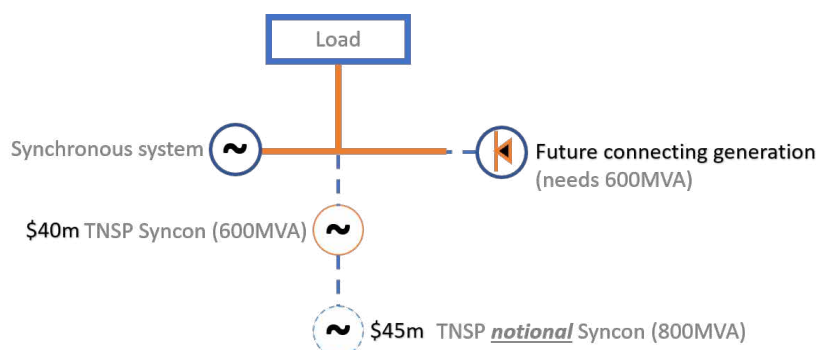 Load
Synchronous system
Future connecting generation
(needs 600MVA)
$40m TNSP Syncon (600MVA)
$45m TNSP notional Syncon (800MVA)